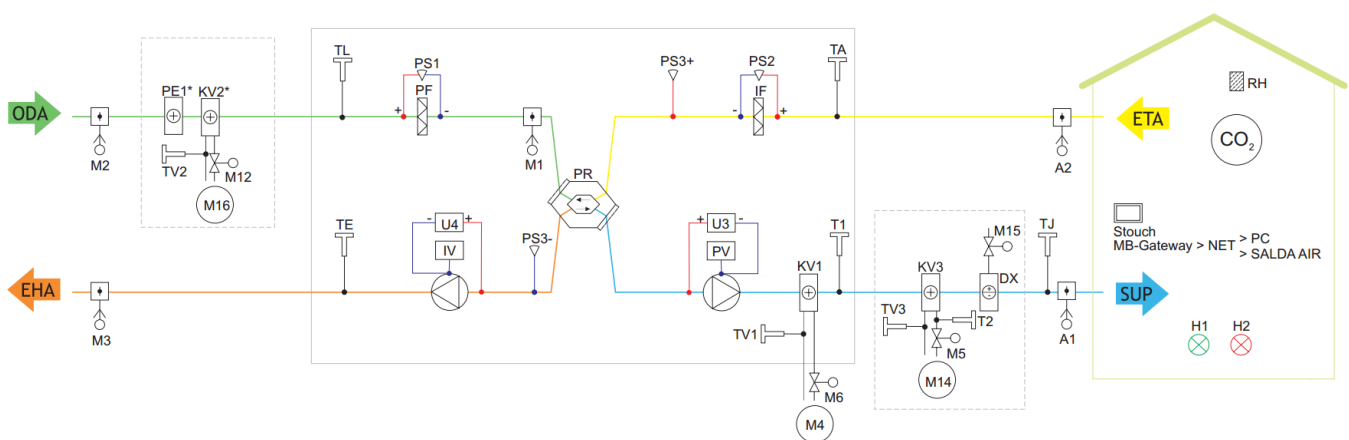 TL
PS1
PF
+
-
PS3+
PS2
IF
-
+
TA
RH
ODA
PE1*
KV2*
M2
TV2
M12
M16
M1
PR
A2
ETA
CO2
TE
-
U4
+
IV
PS3-
+
U3
-
PV
T1
KV1
KV3
M15
DX
TJ
Stouch
MB-Gateway > NET > PC
> SALDA AIR
EHA
M3
TV1
M6
M4
TV3
T2
M5
M14
A1
SUP
H1
H2